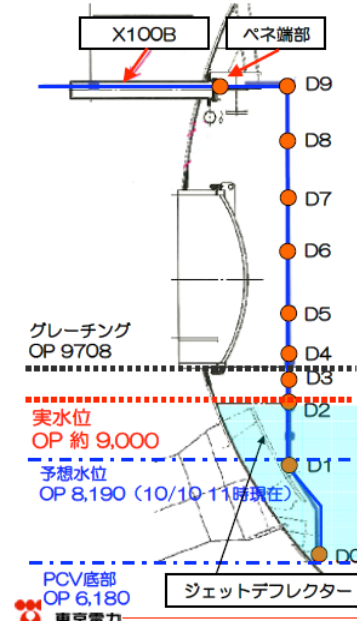 X100B
ペネ端部
D9
D8
D7
D6
D5
グレーチング
OP 9708
D4
D3
D2
実水位
OP 約 9,000
D1
予想水位
OP 8,190（10/10 11時現在）
D0
PCV底部
OP 6,180
ジェットデフレクター
東京電力